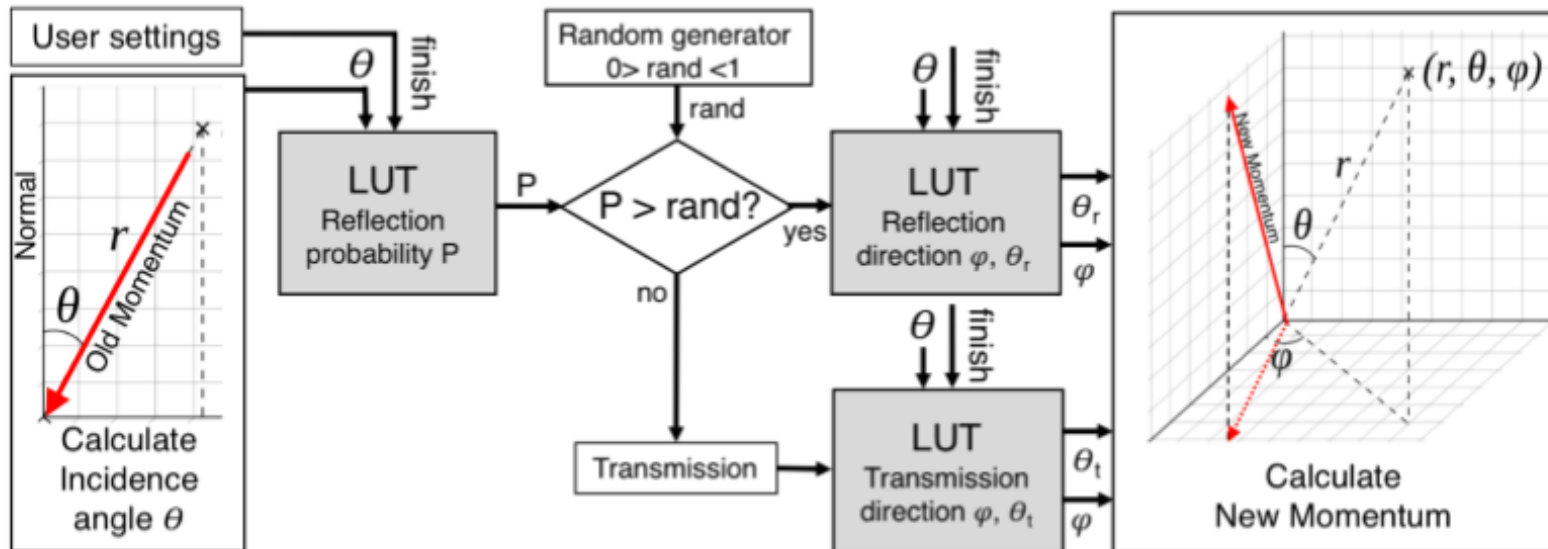 User settings
θ
finish
Normal
r
Old Momentum
θ
Calculate
Incidence
angle θ
LUT
Reflection
probability P
P
Random generator
0> rand <1
rand
P > rand?
yes
no
Transmission
θ
finish
LUT
Reflection
direction φ, θr
θr
φ
θ
finish
LUT
Transmission
direction φ, θt
θt
φ
(r, θ, φ)
New Momentum
r
θ
φ
Calculate
New Momentum